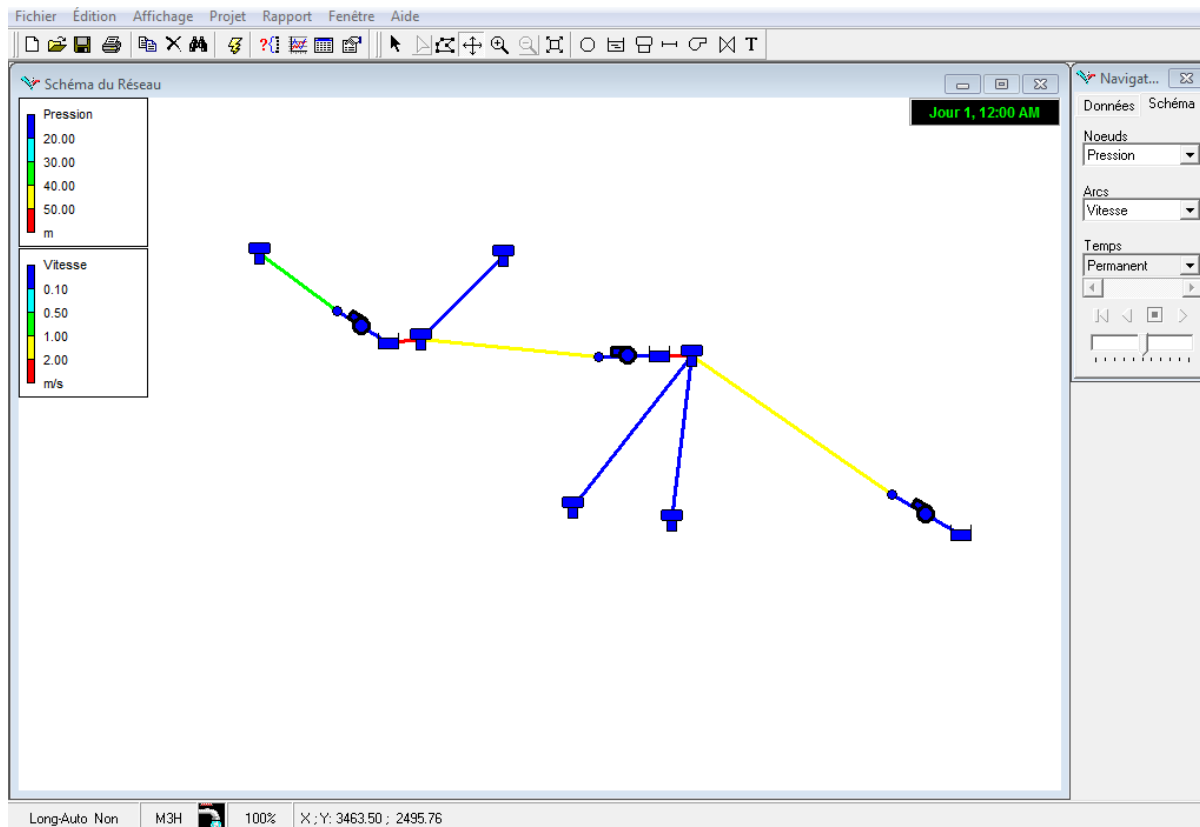 Fichier Édition Affichage Projet Rapport Fenêtre Aide
T
Schéma du Réseau
Jour 1, 12:00 AM
Pression
20.00
30.00
40.00
50.00
m
Vitesse
0.10
0.50
1.00
2.00
m/s
Navigat...
Données Schéma
Noeuds
Pression
Arcs
Vitesse
Temps
Permanent
Long-Auto Non M3H 100% X ; Y: 3463.50 ; 2495.76